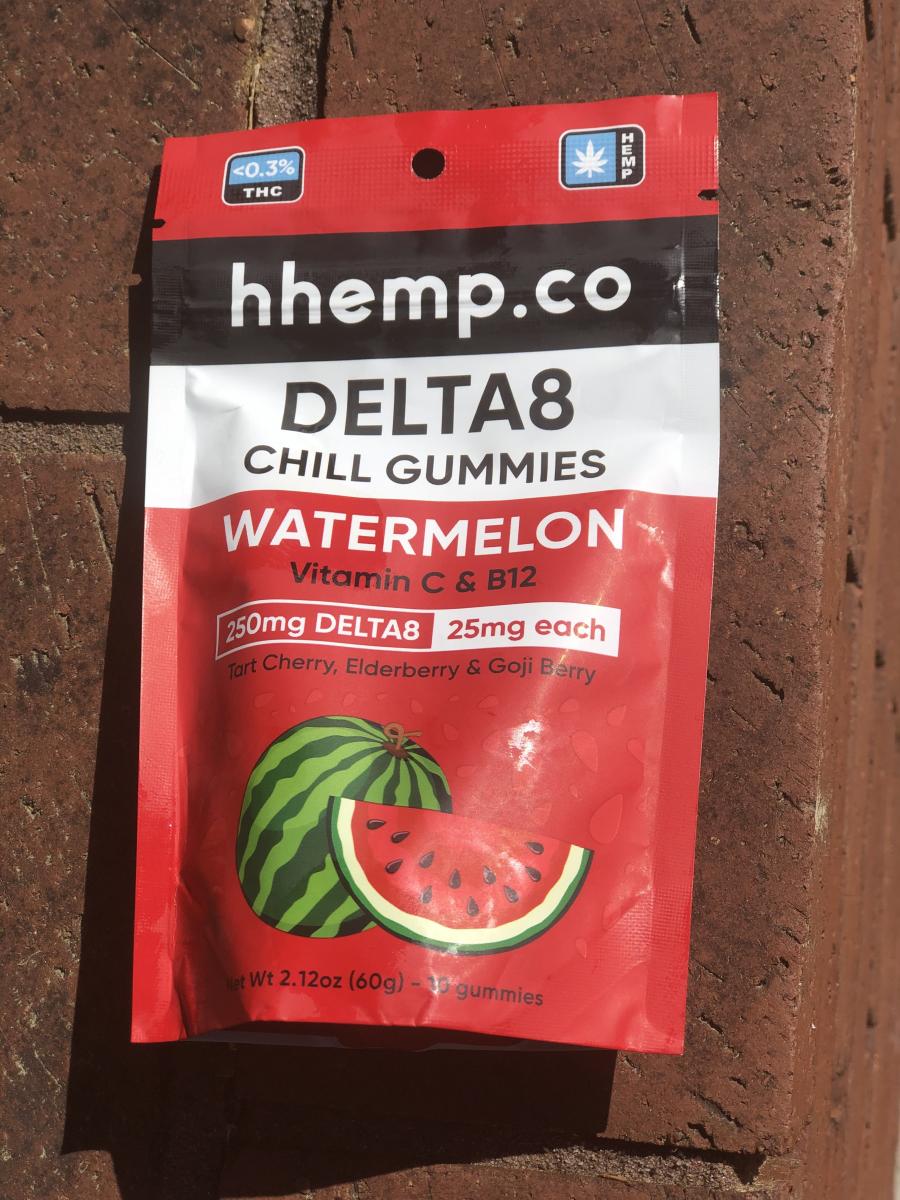 <0.3%
THC
HEMP
hhemp.co
DELTA8
CHILL GUMMIES
WATERMELON
Vitamin C & B12
250mg DELTA8 25mg each
Tart Cherry, Elderberry & Goji Berry
Net Wt 2.12oz (60g) - 10 gummies